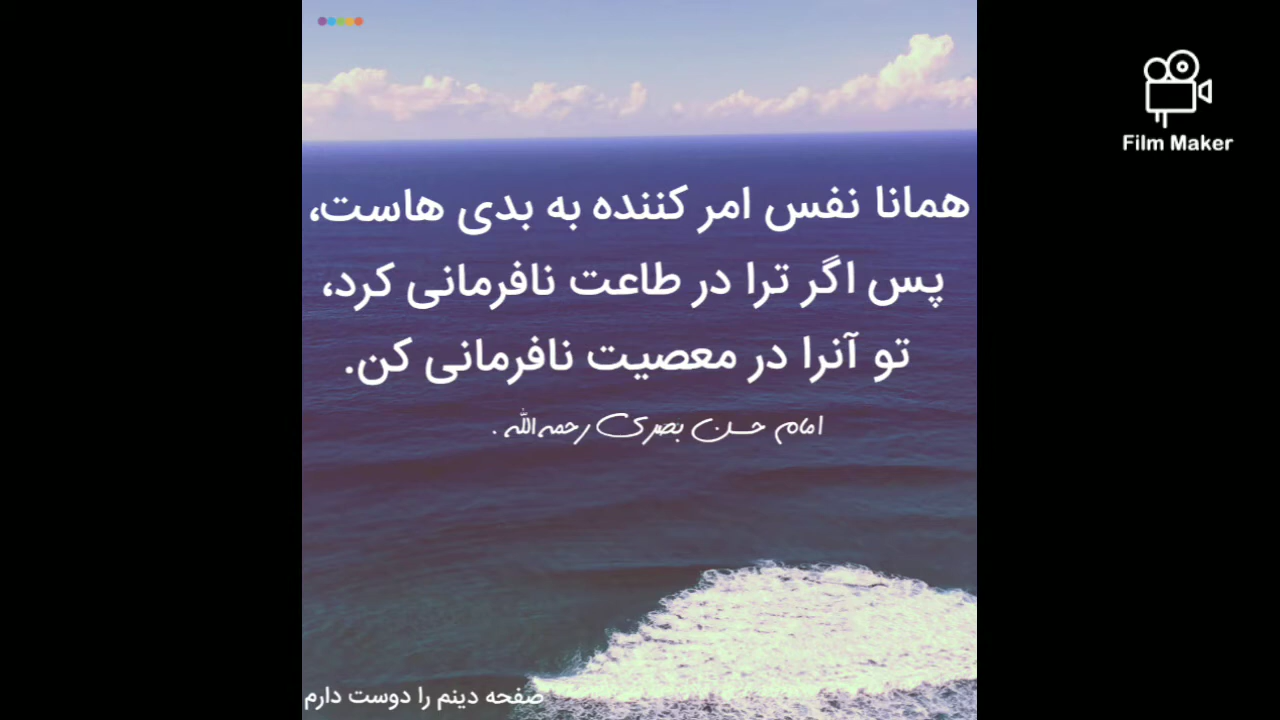 Film Maker
همانا نفس امر کننده به بدی هاست،
پس اگر ترا در طاعت نافرمانی کرد،
تو آنرا در معصیت نافرمانی کن.
امام حسن بصری رحمه‌الله .
صفحه دینم را دوست دارم